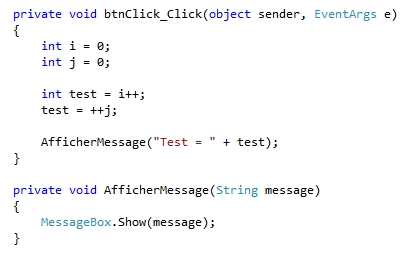 private void btnClick_Click(object sender, EventArgs e)
{
    int i = 0;
    int j = 0;

    int test = i++;
    test = ++j;

    AfficherMessage("Test = " + test);
}

private void AfficherMessage(String message)
{
    MessageBox.Show(message);
}